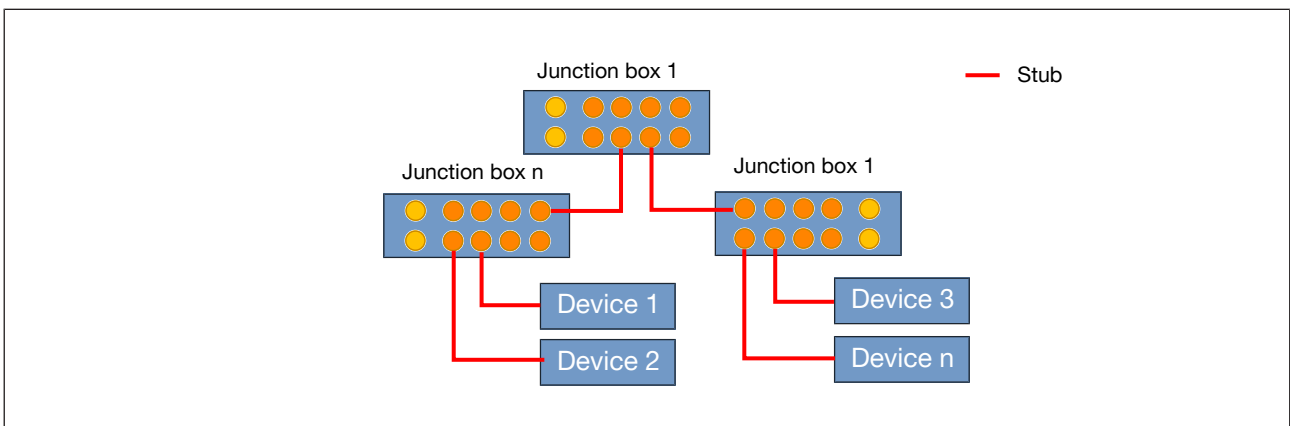 Junction box 1
Stub
Junction box n
Junction box 1
Device 1
Device 3
Device 2
Device n